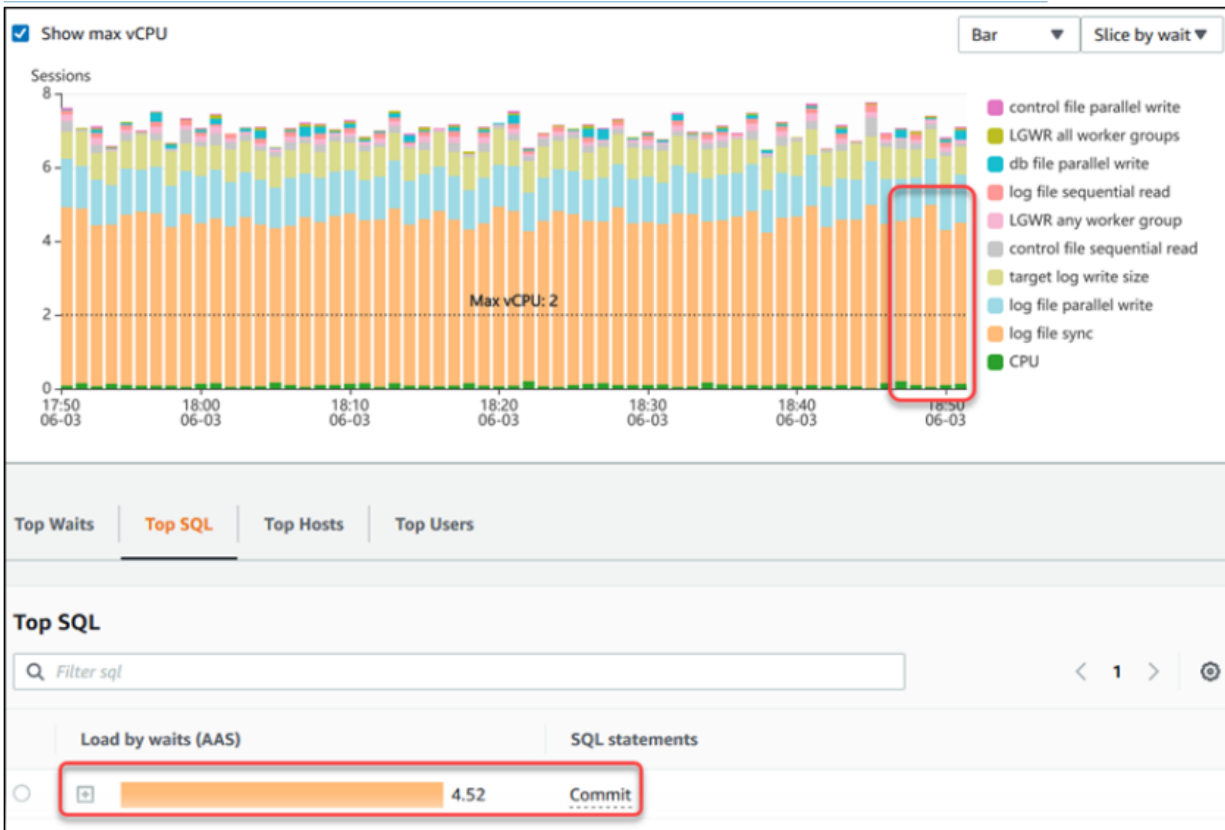 Show max vCPU
Bar
Slice by wait
Sessions
8
6
4
2
0
Max vCPU: 2
17:50
06-03
18:00
06-03
18:10
06-03
18:20
06-03
18:30
06-03
18:40
06-03
18:50
06-03
control file parallel write
LGWR all worker groups
db file parallel write
log file sequential read
LGWR any worker group
control file sequential read
target log write size
log file parallel write
log file sync
CPU
Top Waits
Top SQL
Top Hosts
Top Users
Top SQL
Filter sql
1
Load by waits (AAS)
SQL statements
4.52
Commit